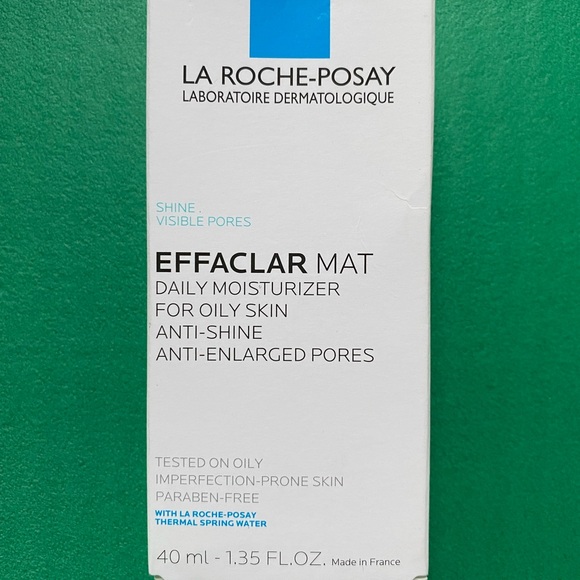 LA ROCHE-POSAY
LABORATOIRE DERMATOLOGIQUE
SHINE.
VISIBLE PORES
EFFACLAR MAT
DAILY MOISTURIZER
FOR OILY SKIN
ANTI-SHINE
ANTI-ENLARGED PORES
TESTED ON OILY
IMPERFECTION-PRONE SKIN
PARABEN-FREE
WITH LA ROCHE-POSAY
THERMAL SPRING WATER
40 ml - 1.35 FL.OZ. Made in France